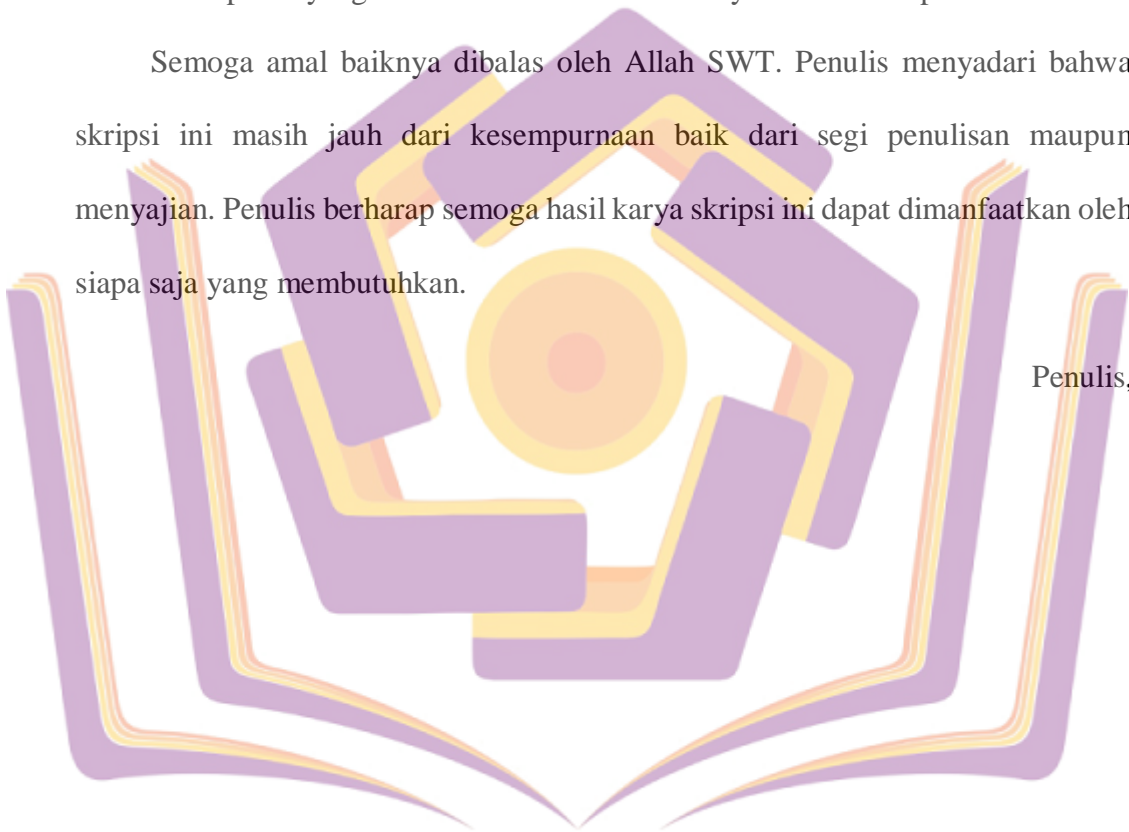 yang
Semoga amal baiknya dibalas oleh Allah SWT. Penulis menyadari bahwa
skripsi ini masih jauh dari kesempurnaan baik dari segi penulisan maupun
menyajian. Penulis berharap semoga hasil karya skripsi ini dapat dimanfaatkan oleh
siapa saja yang membutuhkan.
Penulis,